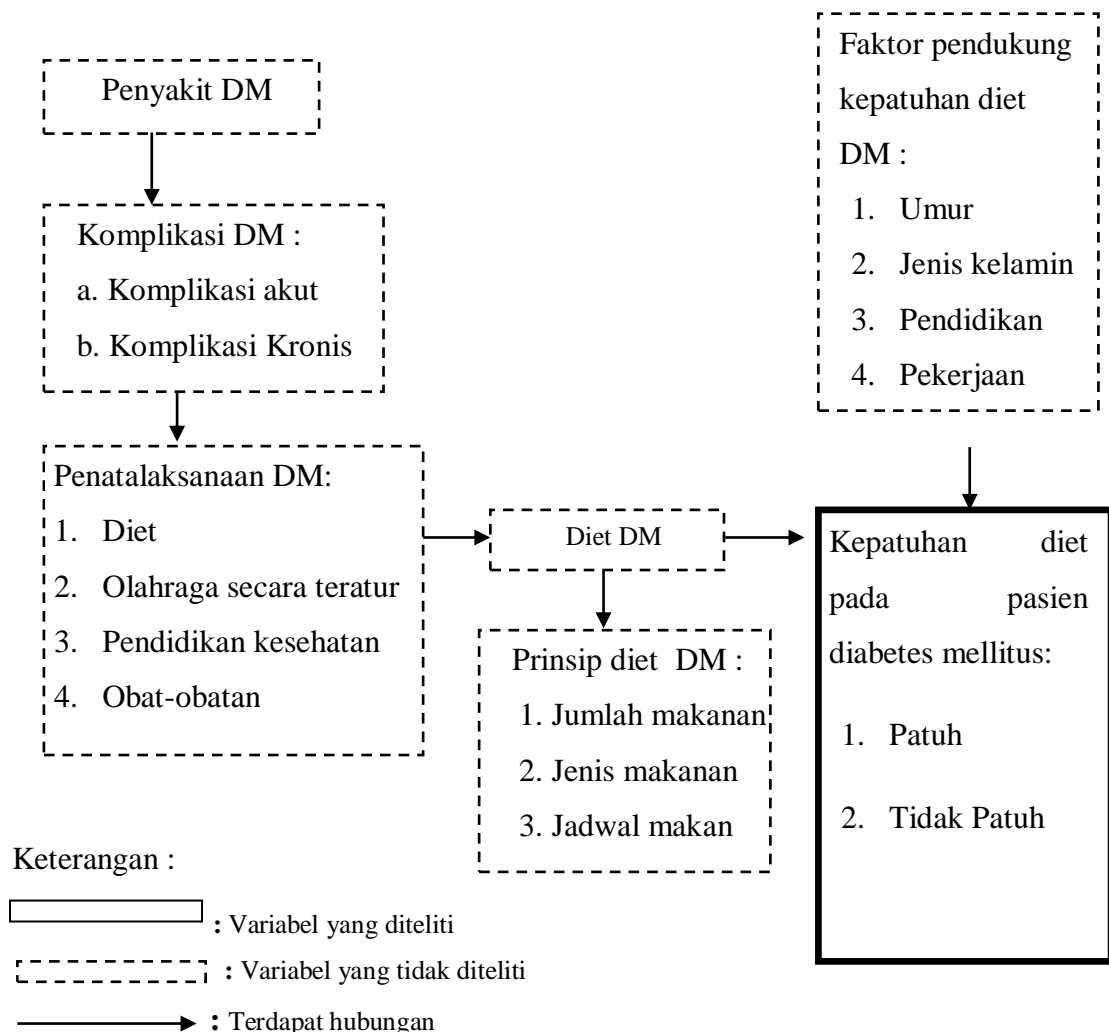 Penyakit DM
Komplikasi DM :
a. Komplikasi akut
b. Komplikasi Kronis
Penatalaksanaan DM:
1. Diet
2. Olahraga secara teratur
3. Pendidikan kesehatan
4. Obat-obatan
Diet DM
Prinsip diet DM :
1. Jumlah makanan
2. Jenis makanan
3. Jadwal makan
Faktor pendukung
kepatuhan diet
DM :
1. Umur
2. Jenis kelamin
3. Pendidikan
4. Pekerjaan
Kepatuhan diet
pada pasien
diabetes mellitus:
1. Patuh
2. Tidak Patuh
Keterangan :
: Variabel yang diteliti
: Variabel yang tidak diteliti
: Terdapat hubungan